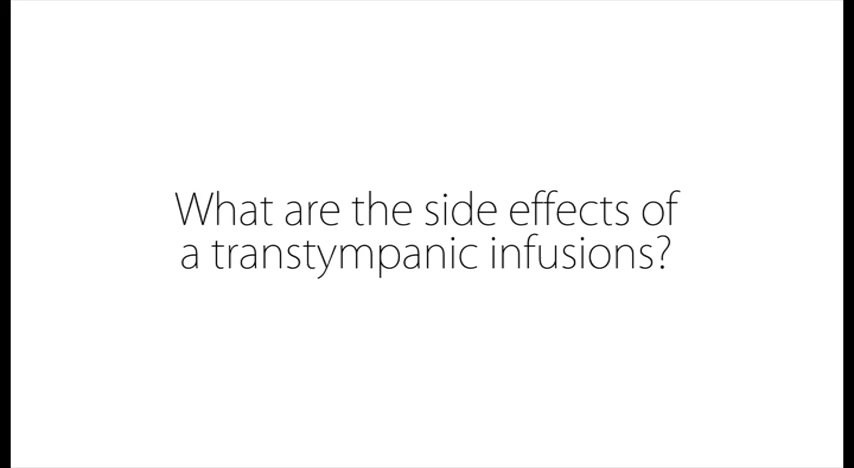 What are the side effects of
a transtympanic infusions?